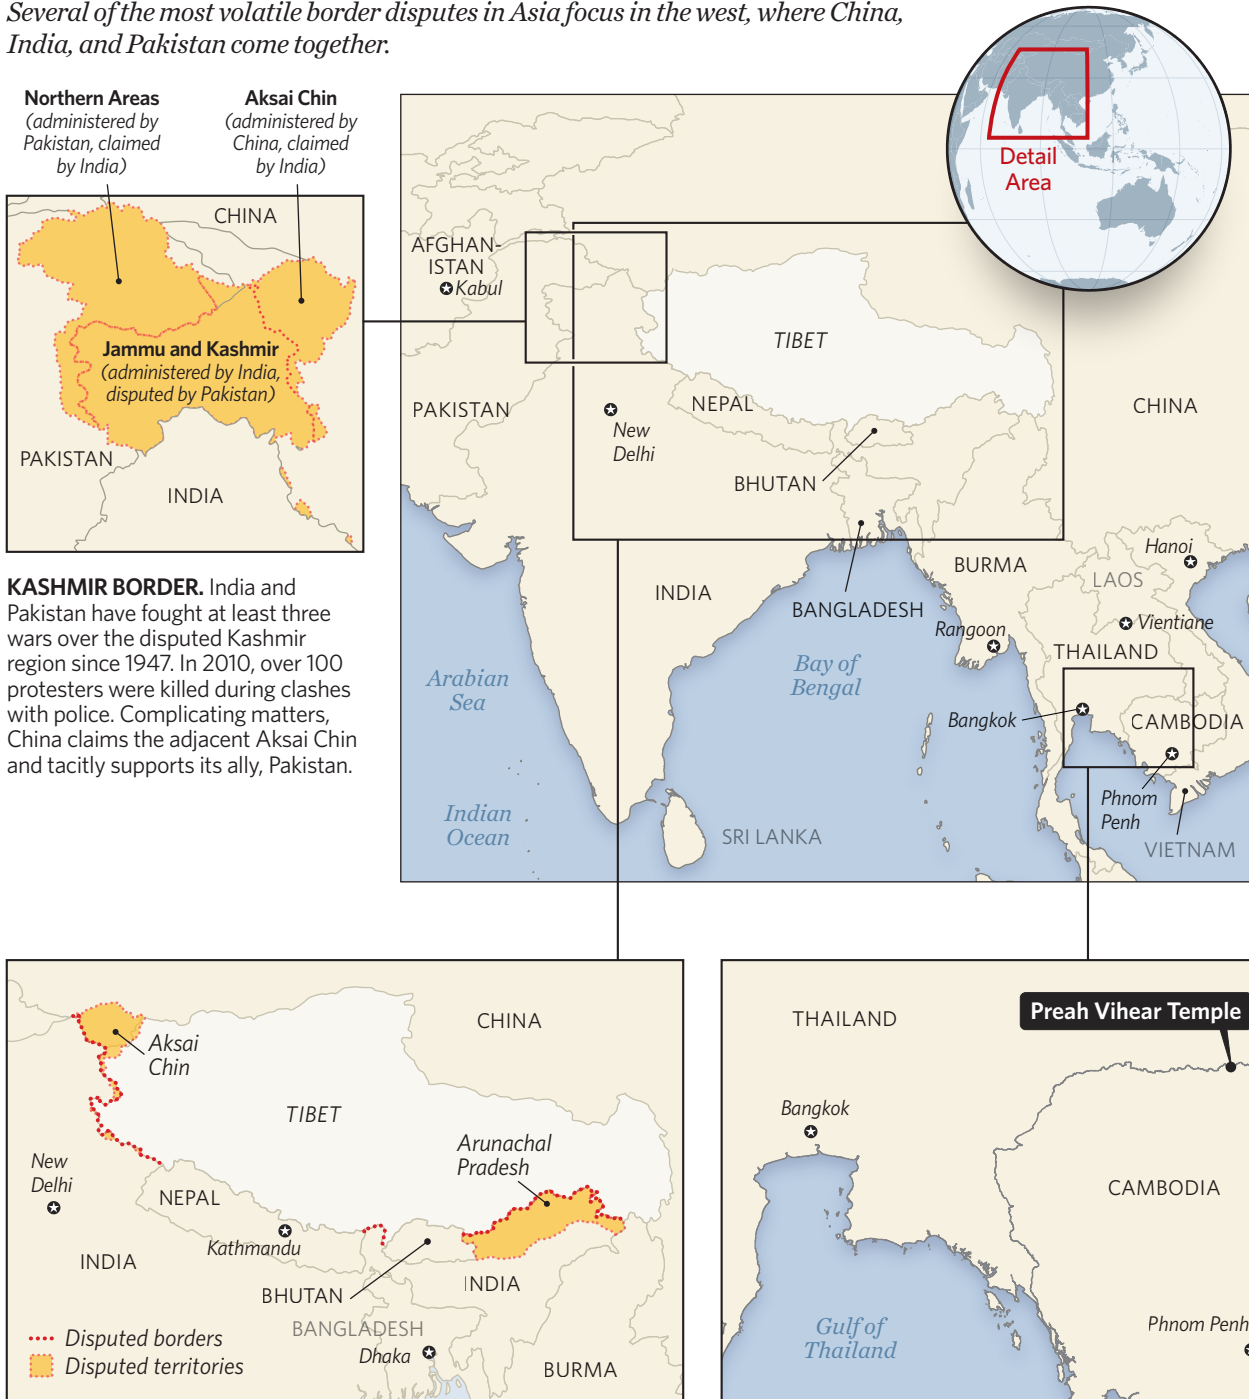 Several of the most volatile border disputes in Asia focus in the west, where China,
India, and Pakistan come together.
Northern Areas
(administered by
Pakistan, claimed
by India)
Aksai Chin
(administered by
China, claimed
by India)
CHINA
Jammu and Kashmir
(administered by India,
disputed by Pakistan)
PAKISTAN
INDIA
KASHMIR BORDER. India and
Pakistan have fought at least three
wars over the disputed Kashmir
region since 1947. In 2010, over 100
protesters were killed during clashes
with police. Complicating matters,
China claims the adjacent Aksai Chin
and tacitly supports its ally, Pakistan.
Detail
Area
AFGHAN-
ISTAN
Kabul
TIBET
PAKISTAN
NEPAL
CHINA
New
Delhi
BHUTAN
Hanoi
BURMA
LAOS
INDIA
BANGLADESH
Rangoon
Vientiane
THAILAND
Arabian
Sea
Bay of
Bengal
Bangkok
CAMBODIA
Phnom
Penh
Indian
Ocean
SRI LANKA
VIETNAM
CHINA
Aksai
Chin
TIBET
Arunachal
Pradesh
New
Delhi
NEPAL
Kathmandu
INDIA
BHUTAN
INDIA
BANGLADESH
Dhaka
BURMA
Disputed borders
Disputed territories
THAILAND
Preah Vihear Temple
Bangkok
CAMBODIA
Gulf of
Thailand
Phnom Penh